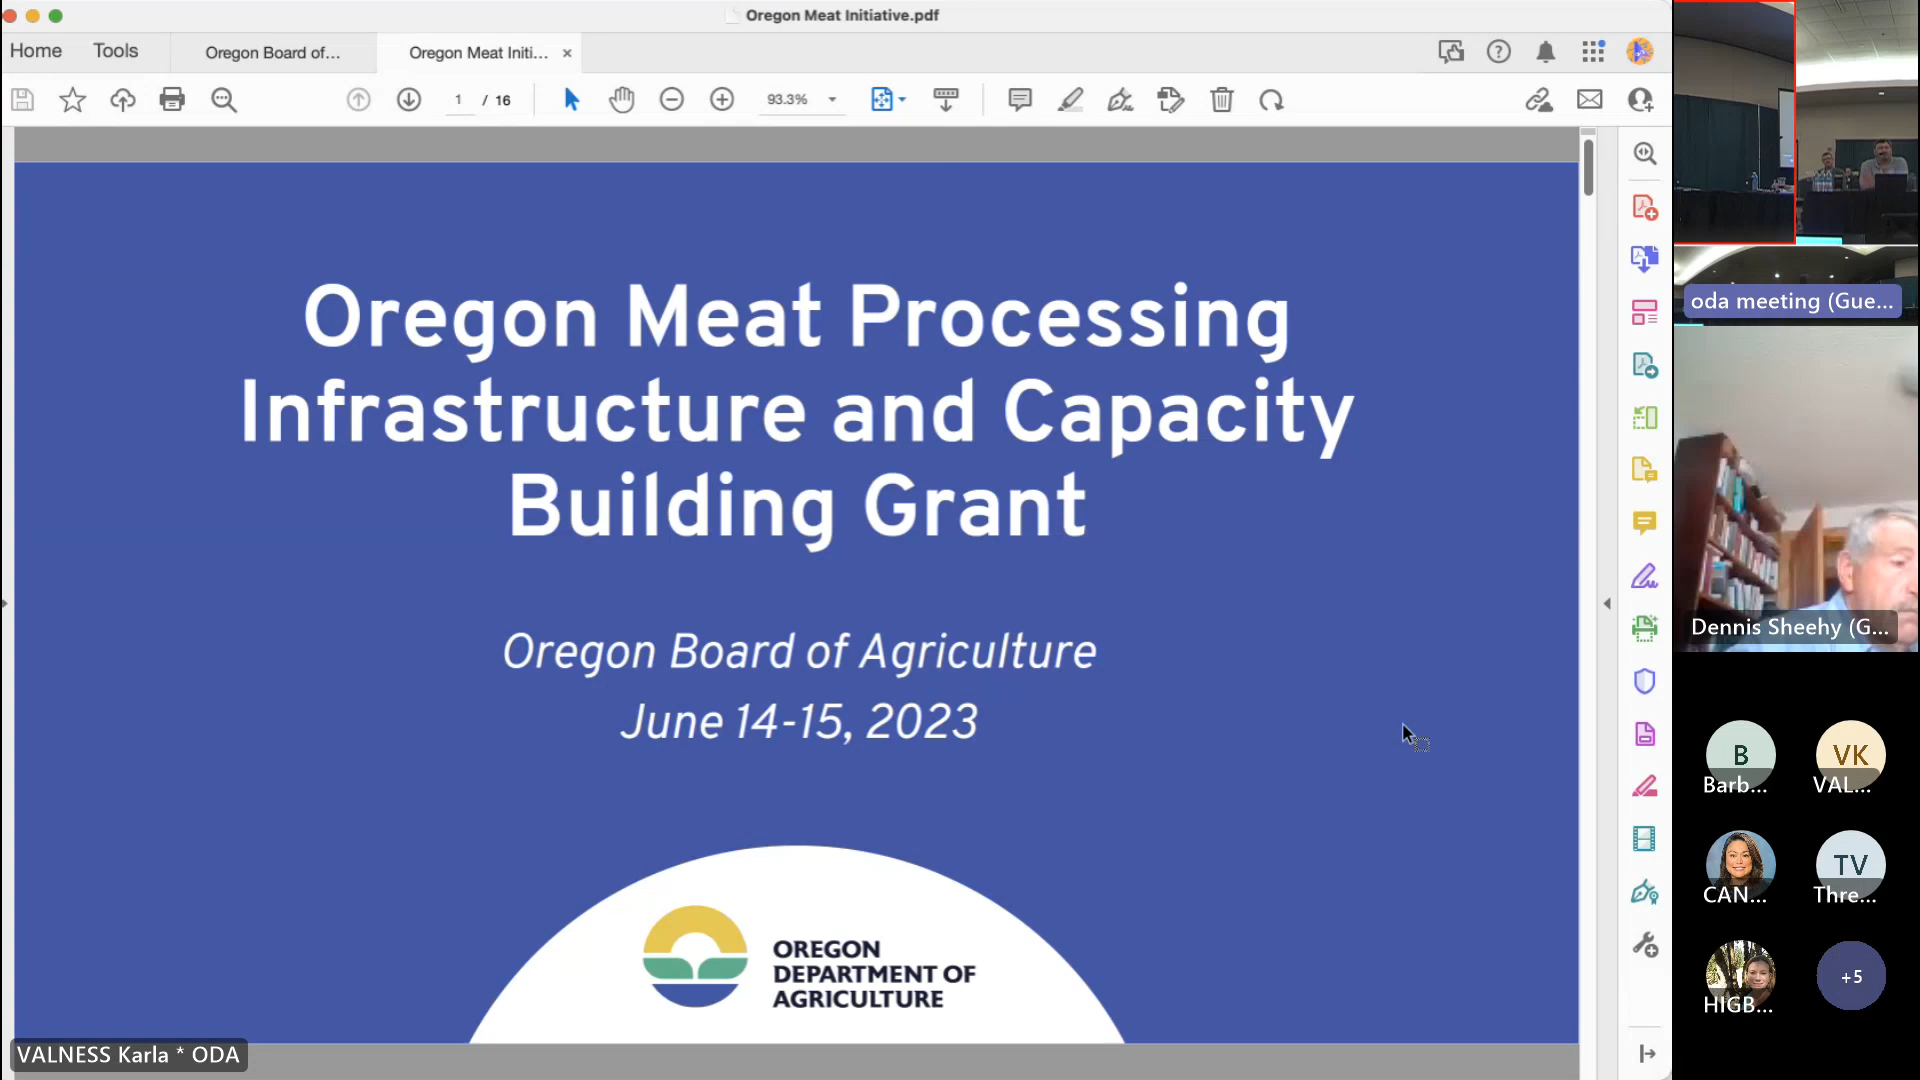 Oregon Meat Initiative.pdf
Home
Tools
Oregon Board of...
Oregon Meat Initi... ×
1 / 16
93.3%
Oregon Meat Processing
Infrastructure and Capacity
Building Grant
Oregon Board of Agriculture
June 14-15, 2023
OREGON
DEPARTMENT OF
AGRICULTURE
VALNESS Karla * ODA
oda meeting (Gue...
Dennis Sheehy (G...
B
Barb...
VK
VAL...
CAN...
TV
Thre...
HIGB...
+5